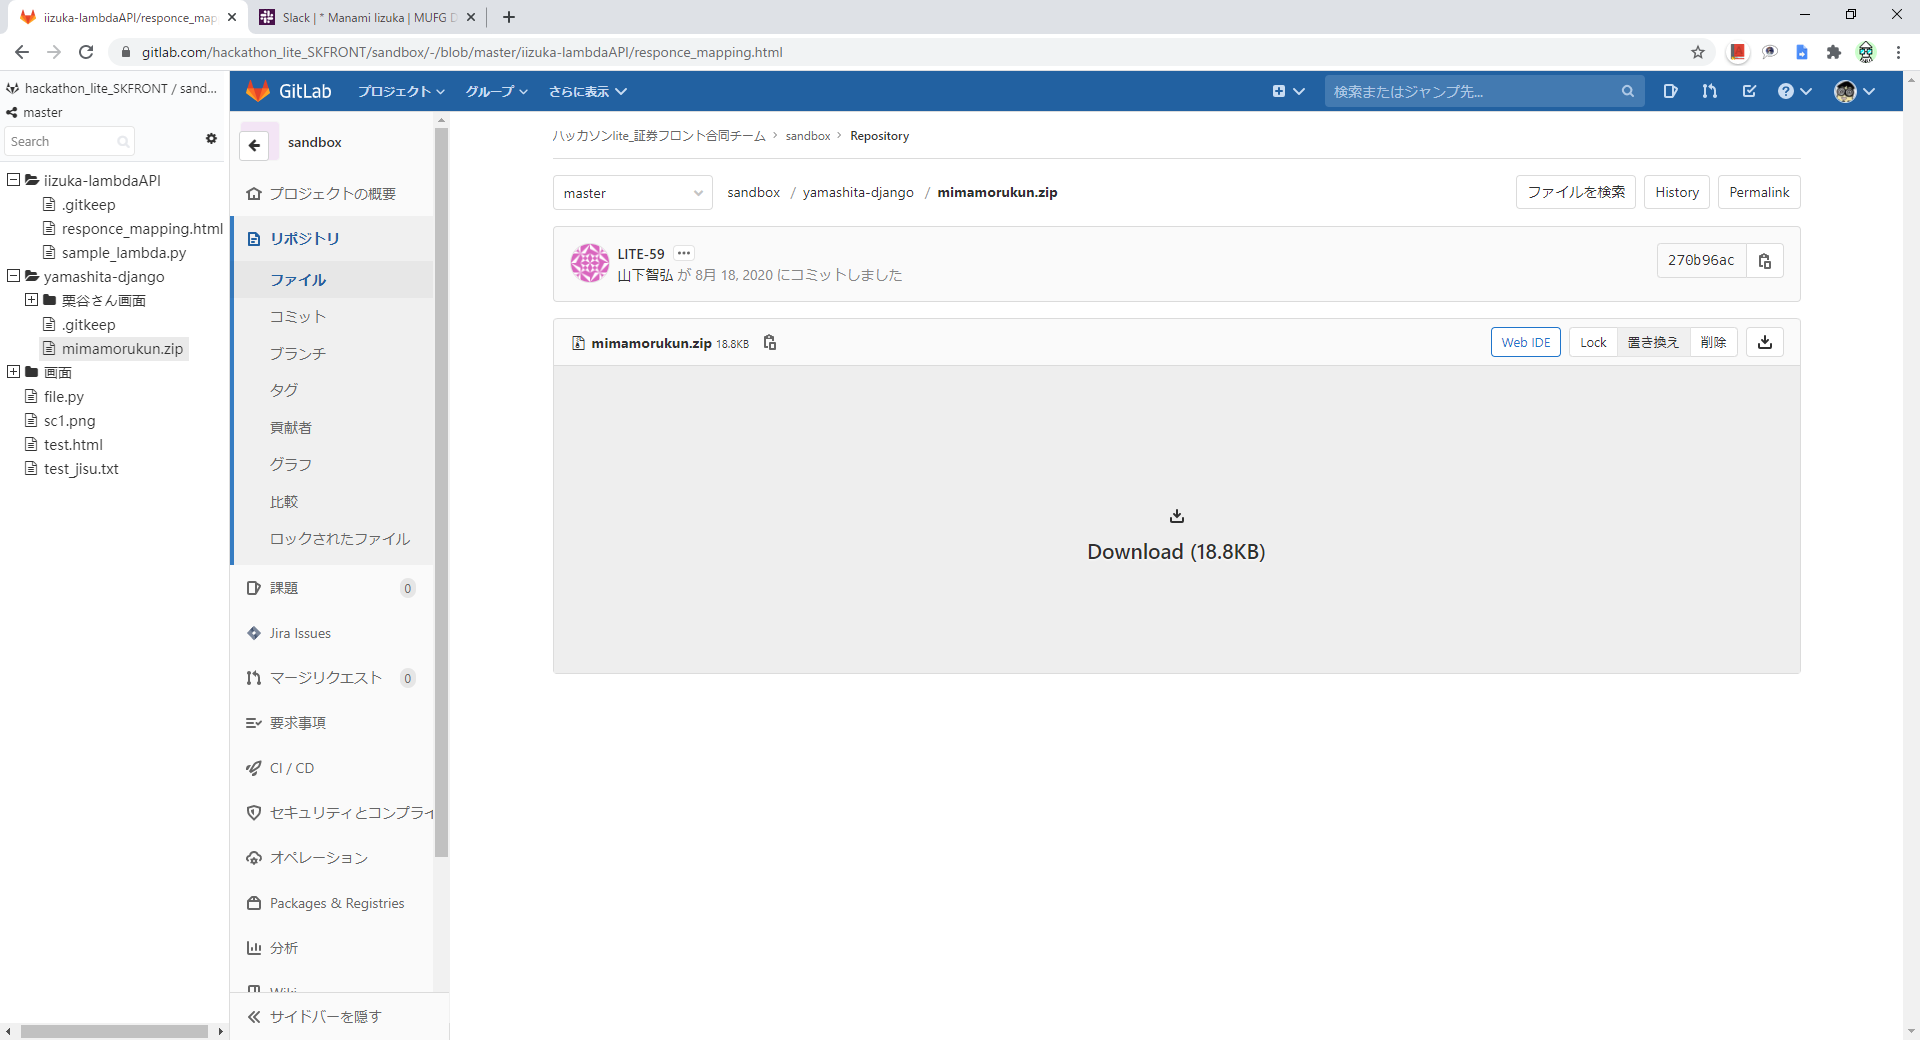 iizuka-lambdaAPI/responce_map
Slack | * Manami Iizuka | MUFG D
gitlab.com/hackathon_lite_SKFRONT/sandbox/-/blob/master/iizuka-lambdaAPI/responce_mapping.html
hackathon_lite_SKFRONT / sand...
master
Search
iizuka-lambdaAPI
.gitkeep
responce_mapping.html
sample_lambda.py
yamashita-django
栗谷さん画面
.gitkeep
mimamorukun.zip
画面
file.py
sc1.png
test.html
test_jisu.txt
GitLab
プロジェクト
グループ
さらに表示
検索またはジャンプ先...
sandbox
プロジェクトの概要
リポジトリ
ファイル
コミット
ブランチ
タグ
貢献者
グラフ
比較
ロックされたファイル
課題 0
Jira Issues
マージリクエスト 0
要求事項
CI / CD
セキュリティとコンプライ
オペレーション
Packages & Registries
分析
Wiki
サイドバーを隠す
ハッカソンlite_証券フロント合同チーム › sandbox › Repository
master
sandbox / yamashita-django / mimamorukun.zip
ファイルを検索
History
Permalink
LITE-59
山下智弘 が 8月 18, 2020 にコミットしました
270b96ac
mimamorukun.zip 18.8KB
Web IDE
Lock
置き換え
削除
Download (18.8KB)